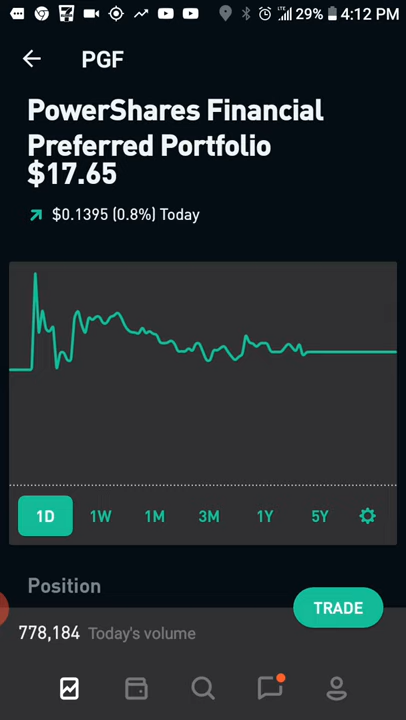 29% 4:12 PM
PGF
PowerShares Financial
Preferred Portfolio
$17.65
$0.1395 (0.8%) Today
1D 1W 1M 3M 1Y 5Y
Position
TRADE
778,184 Today's volume